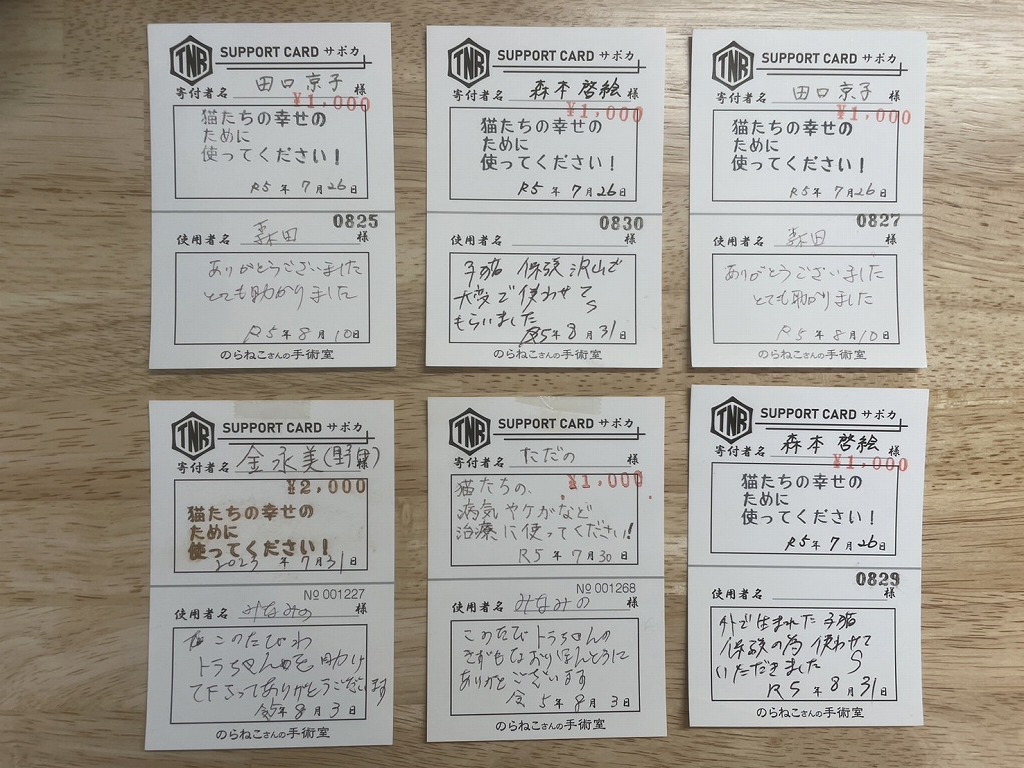 TNR SUPPORT CARD サポカ
寄付者名 田口 京子 様
¥1,000
猫たちの幸せの
ために
使ってください！
R5年 7月26日
0825
使用者名 森田 様
ありがとうございました
とても助かりました
R5年8月10日
のらねこさんの手術室
TNR SUPPORT CARD サポカ
寄付者名 森本 啓絵 様
¥1,000
猫たちの幸せの
ために
使ってください！
R5年 7月26日
0830
使用者名 様
子猫 保護 沢山で
大変で使わせて
もらいました S
R5年8月31日
のらねこさんの手術室
TNR SUPPORT CARD サポカ
寄付者名 田口 京子 様
¥1,000
猫たちの幸せの
ために
使ってください！
R5年 7月26日
0827
使用者名 森田 様
ありがとうございました
とても助かりました
R5年8月10日
のらねこさんの手術室
TNR SUPPORT CARD サポカ
寄付者名 金永美(野里) 様
¥2,000
猫たちの幸せの
ために
使ってください！
2023年7月31日
№ 001227
使用者名 みなみの 様
このたびわ
トラちゃんを助け
て下さってありがとうございます
令5年8月3日
のらねこさんの手術室
TNR SUPPORT CARD サポカ
寄付者名 ただの 様
¥1,000
猫たちの、
病気やケガなど
治療に使ってください!
R5年7月30日
№ 001268
使用者名 みなみの 様
このたびトラちゃんの
きずもなおりほんとうに
ありがとございます
令5年8月3日
のらねこさんの手術室
TNR SUPPORT CARD サポカ
寄付者名 森本 啓絵 様
¥1,000
猫たちの幸せの
ために
使ってください！
R5年 7月26日
0829
使用者名 様
外で生まれた子猫
保護の為使わせて
いただきました S
R5年8月31日
のらねこさんの手術室